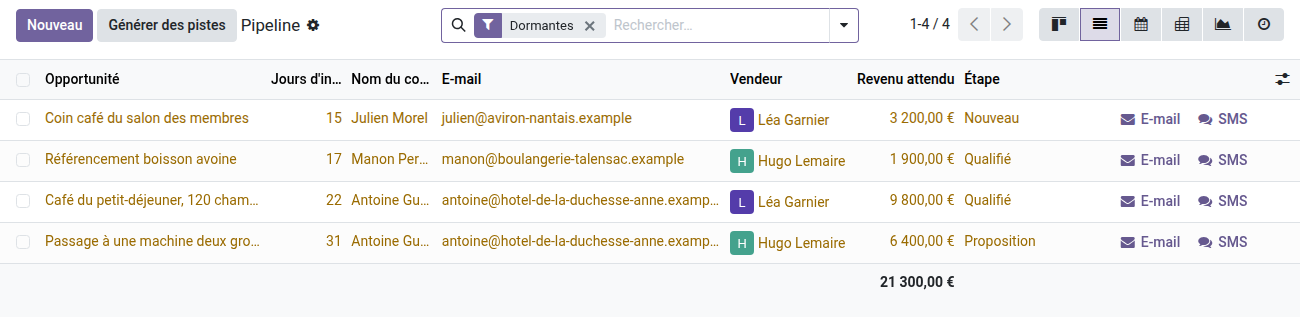 Nouveau Générer des pistes Pipeline Dormantes Rechercher... 1-4 / 4
Opportunité Jours d'in... Nom du co... E-mail Vendeur Revenu attendu Étape
Coin café du salon des membres 15 Julien Morel julien@aviron-nantais.example L Léa Garnier 3 200,00 € Nouveau E-mail SMS
Référencement boisson avoine 17 Manon Per... manon@boulangerie-talensac.example H Hugo Lemaire 1 900,00 € Qualifié E-mail SMS
Café du petit-déjeuner, 120 cham... 22 Antoine Gu... antoine@hotel-de-la-duchesse-anne.examp... L Léa Garnier 9 800,00 € Qualifié E-mail SMS
Passage à une machine deux gro... 31 Antoine Gu... antoine@hotel-de-la-duchesse-anne.examp... H Hugo Lemaire 6 400,00 € Proposition E-mail SMS
21 300,00 €